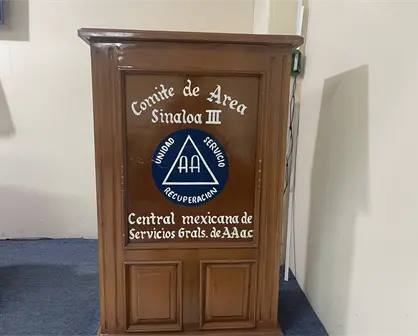 Comite de Area
Sinaloa III
UNIDAD
SERVICIO
AA
RECUPERACION
Central mexicana de
Servicios Grals. de AAac